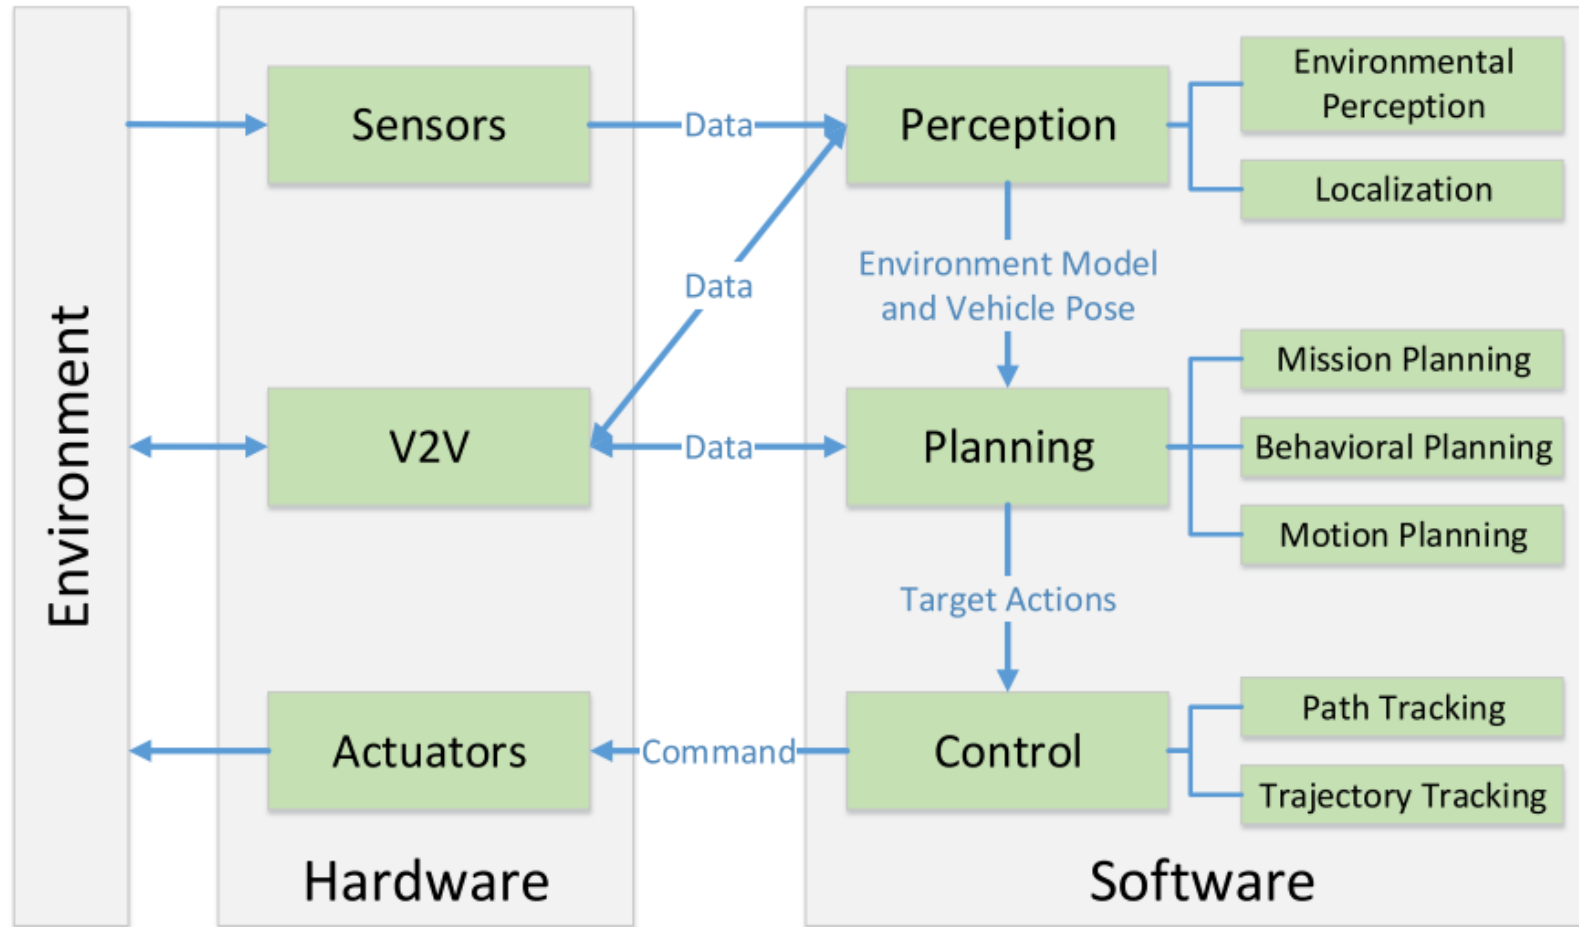 Environment
Sensors
V2V
Actuators
Hardware
Data
Data
Data
Command
Perception
Environment Model
and Vehicle Pose
Planning
Target Actions
Control
Software
Environmental
Perception
Localization
Mission Planning
Behavioral Planning
Motion Planning
Path Tracking
Trajectory Tracking